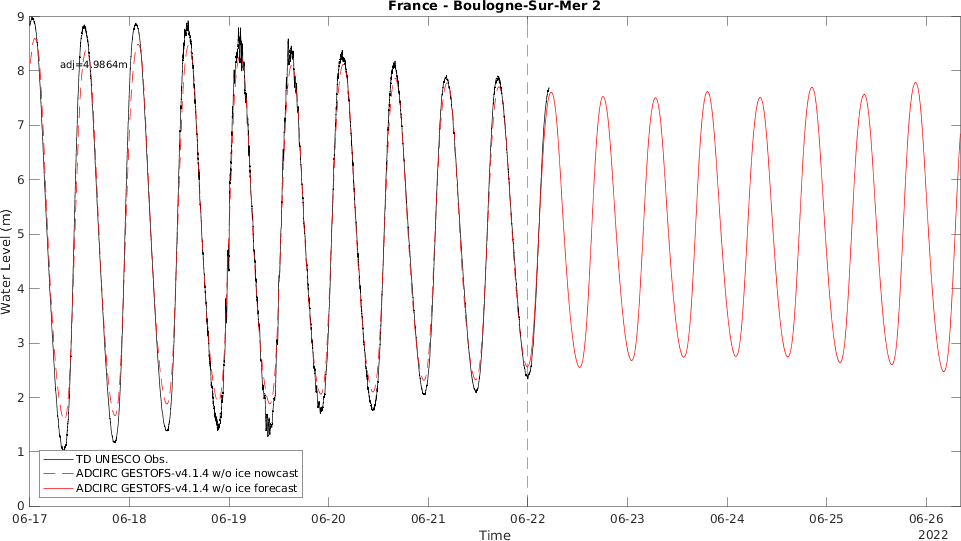 France - Boulogne-Sur-Mer 2
9
8
7
6
5
4
3
2
1
0
Water Level (m)
adj=4.9864m
TD UNESCO Obs.
ADCIRC GESTOFS-v4.1.4 w/o ice nowcast
ADCIRC GESTOFS-v4.1.4 w/o ice forecast
06-17 06-18 06-19 06-20 06-21 06-22 06-23 06-24 06-25 06-26
Time
2022